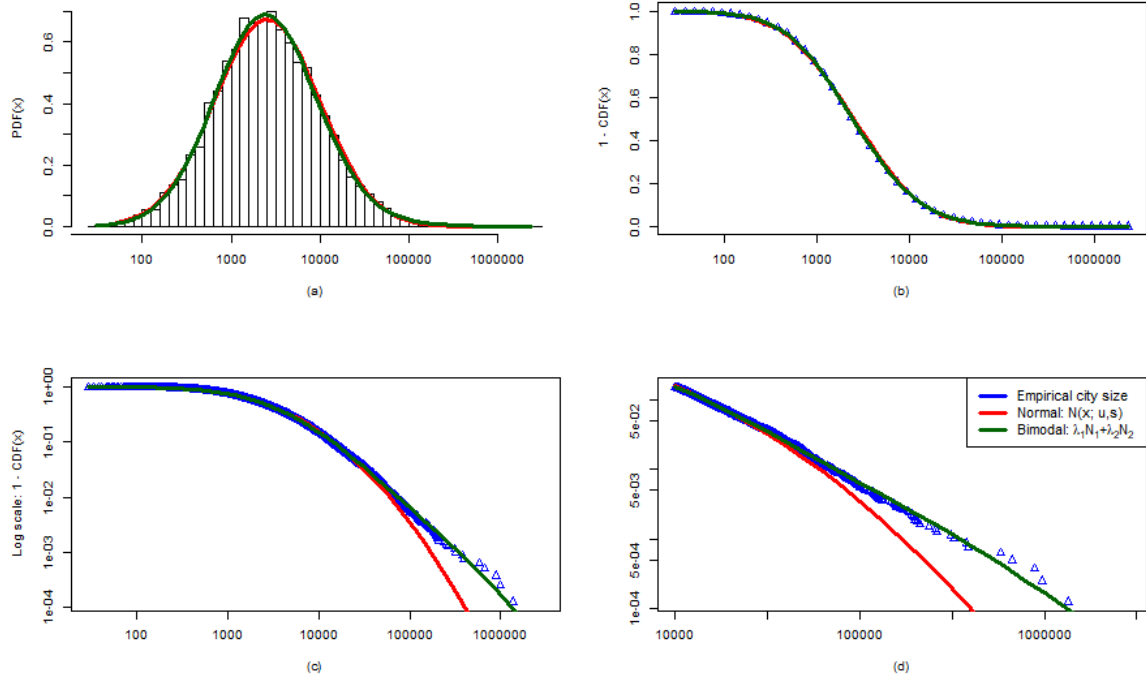 PDF(x)
0.0
0.2
0.4
0.6
100
1000
10000
1000000
(a)
1 - CDF(x)
0.0
0.2
0.4
0.6
0.8
1.0
100
1000
10000
100000
1000000
(b)
Log scale: 1 - CDF(x)
1e-04
1e-03
1e-02
1e-01
1e+00
100
1000
10000
100000
1000000
(c)
1e-04
5e-04
5e-03
5e-02
10000
100000
1000000
(d)
Empirical city size
Normal: N(x; u,s)
Bimodal: λ₁N₁+λ₂N₂